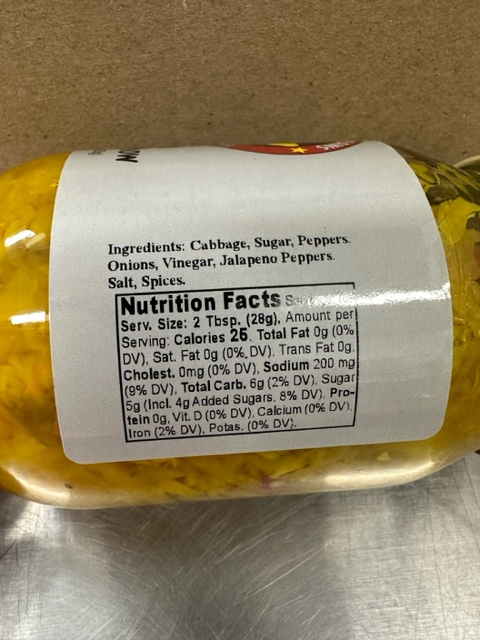 Ingredients: Cabbage, Sugar, Peppers.
Onions, Vinegar, Jalapeno Peppers.
Salt, Spices.
Nutrition Facts
Serv. Size: 2 Tbsp. (28g), Amount per
Serving: Calories 25, Total Fat 0g (0%
DV), Sat. Fat 0g (0% DV), Trans Fat 0g,
Cholest. 0mg (0% DV), Sodium 200 mg
(9% DV), Total Carb. 6g (2% DV), Sugar
5g (Incl. 4g Added Sugars, 8% DV), Pro-
tein 0g, Vit. D (0% DV), Calcium (0% DV),
Iron (2% DV), Potas. (0% DV).